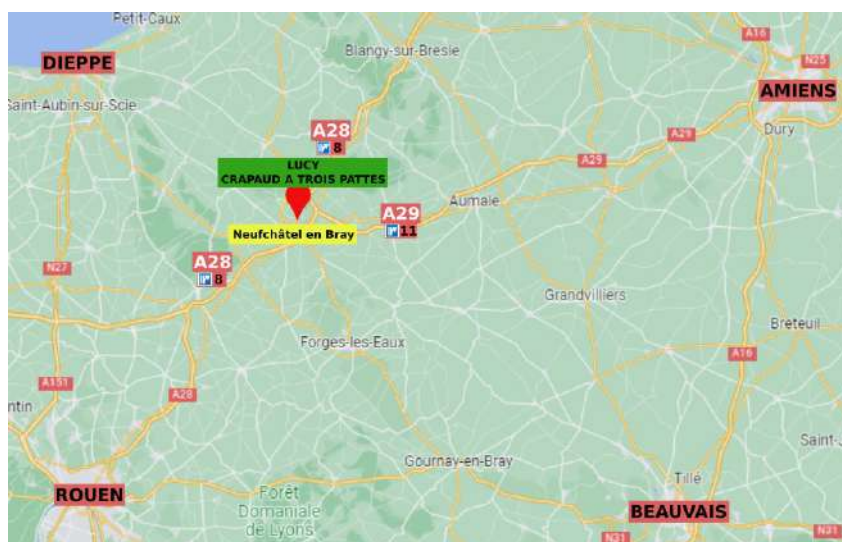 Petit-Caux
A16
Blangy-sur-Bresle
N25
DIEPPE
AMIENS
Saint-Aubin-sur-Scie
A28
8
Dury
A29
A29
LUCY
CRAPAUD A TROIS PATTES
Aumale
A29
11
Neufchâtel en Bray
A28
8
N27
Grandvilliers
Breteuil
Forges-les-Eaux
A16
A151
A28
ntin
Saint-J
Gournay-en-Bray
Tillé
ROUEN
Forêt
Domaniale
de Lyons
BEAUVAIS
N31
N31